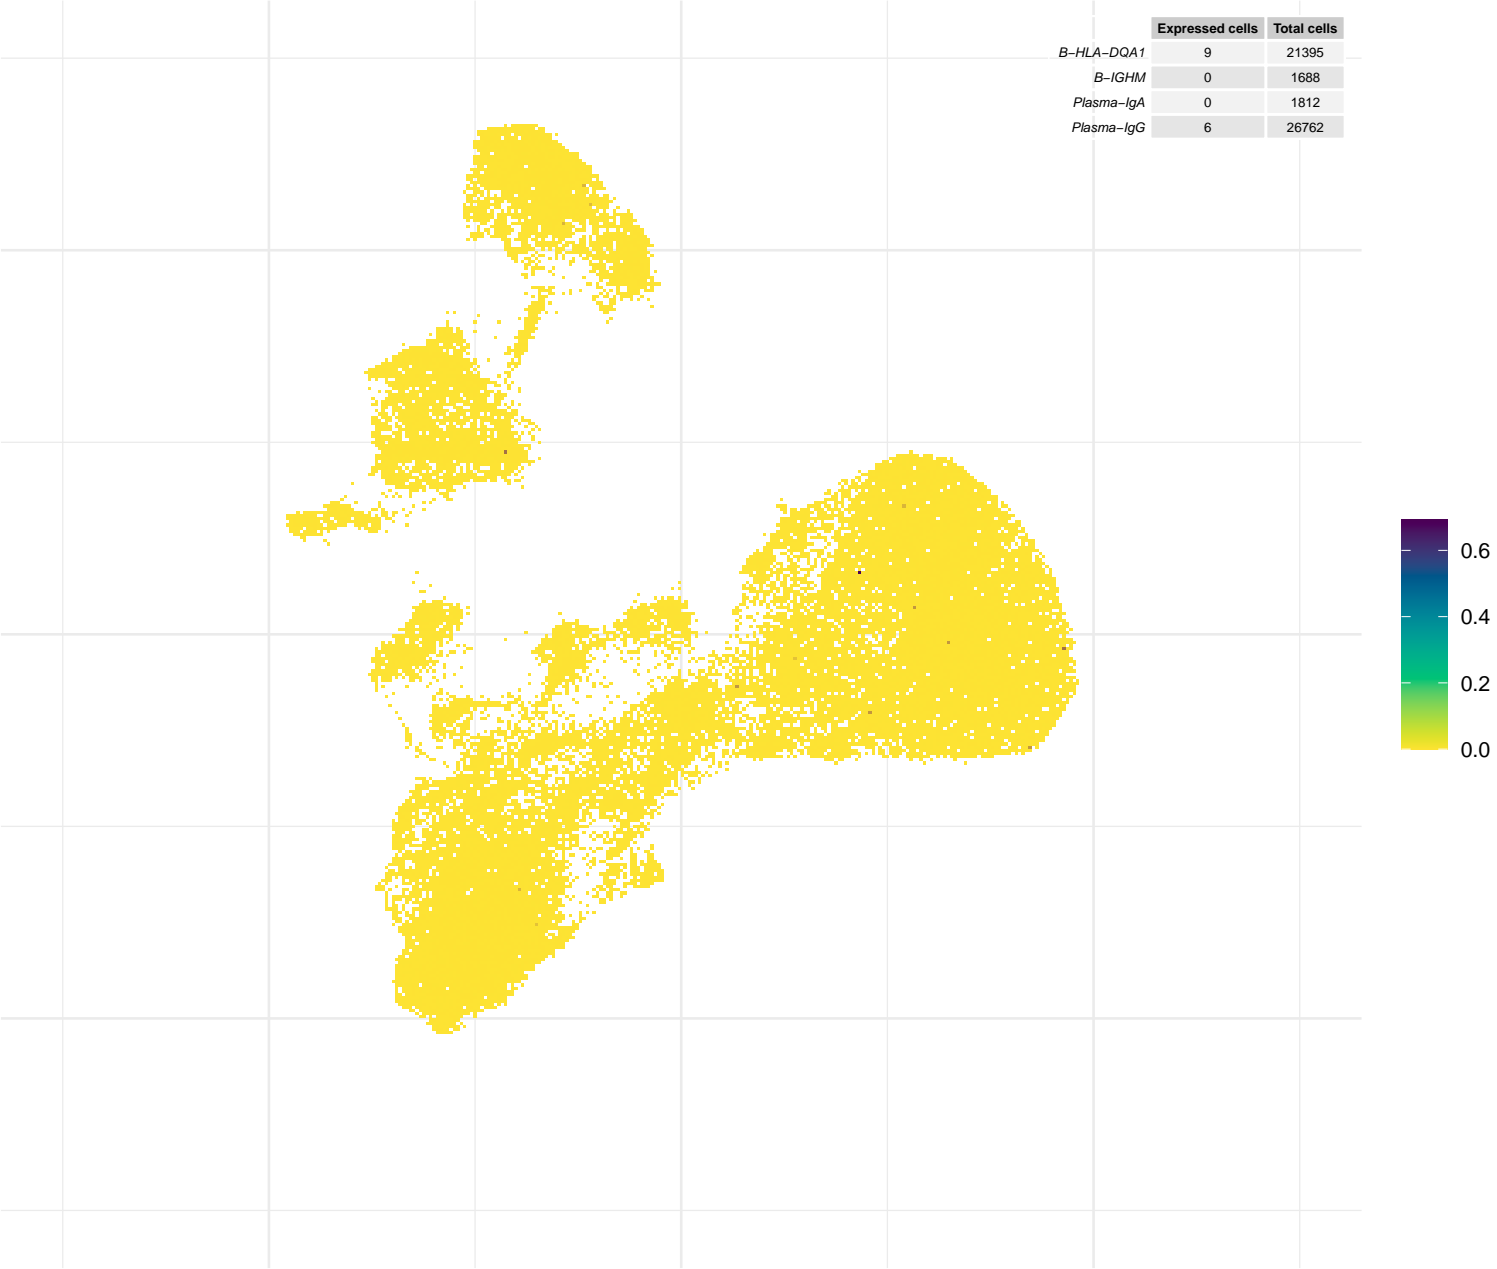 Expressed cells Total cells
B−HLA−DQA1 9 21395
B−IGHM 0 1688
Plasma−IgA 0 1812
Plasma−IgG 6 26762
0.6
0.4
0.2
0.0